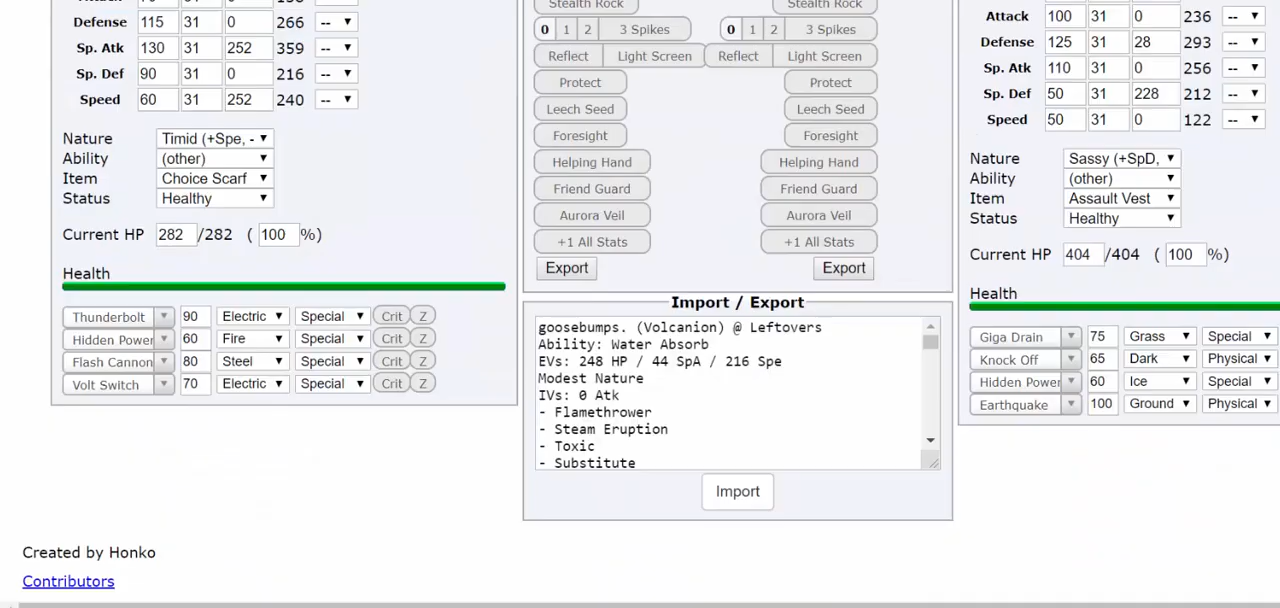 Stealth Rock Stealth Rock
Defense 115 31 0 266 --
Sp. Atk 130 31 252 359 --
Sp. Def 90 31 0 216 --
Speed 60 31 252 240 --
Nature Timid (+Spe, -
Ability (other)
Item Choice Scarf
Status Healthy
Current HP 282 /282 ( 100 %)
Health
Thunderbolt 90 Electric Special Crit Z
Hidden Power 60 Fire Special Crit Z
Flash Cannon 80 Steel Special Crit Z
Volt Switch 70 Electric Special Crit Z
0 1 2 3 Spikes 0 1 2 3 Spikes
Reflect Light Screen Reflect Light Screen
Protect Protect
Leech Seed Leech Seed
Foresight Foresight
Helping Hand Helping Hand
Friend Guard Friend Guard
Aurora Veil Aurora Veil
+1 All Stats +1 All Stats
Export Export
Import / Export
goosebumps. (Volcanion) @ Leftovers
Ability: Water Absorb
EVs: 248 HP / 44 SpA / 216 Spe
Modest Nature
IVs: 0 Atk
- Flamethrower
- Steam Eruption
- Toxic
- Substitute
Import
Attack 100 31 0 236 --
Defense 125 31 28 293 --
Sp. Atk 110 31 0 256 --
Sp. Def 50 31 228 212 --
Speed 50 31 0 122 --
Nature Sassy (+SpD,
Ability (other)
Item Assault Vest
Status Healthy
Current HP 404 /404 ( 100 %)
Health
Giga Drain 75 Grass Special
Knock Off 65 Dark Physical
Hidden Power 60 Ice Special
Earthquake 100 Ground Physical
Created by Honko
Contributors